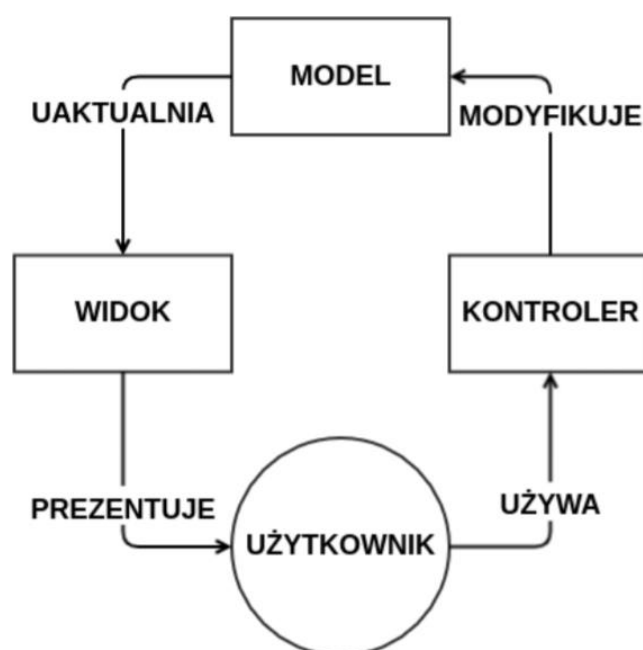 MODEL
UAKTUALNIA
MODYFIKUJE
WIDOK
KONTROLER
PREZENTUJE
UŻYWA
UŻYTKOWNIK